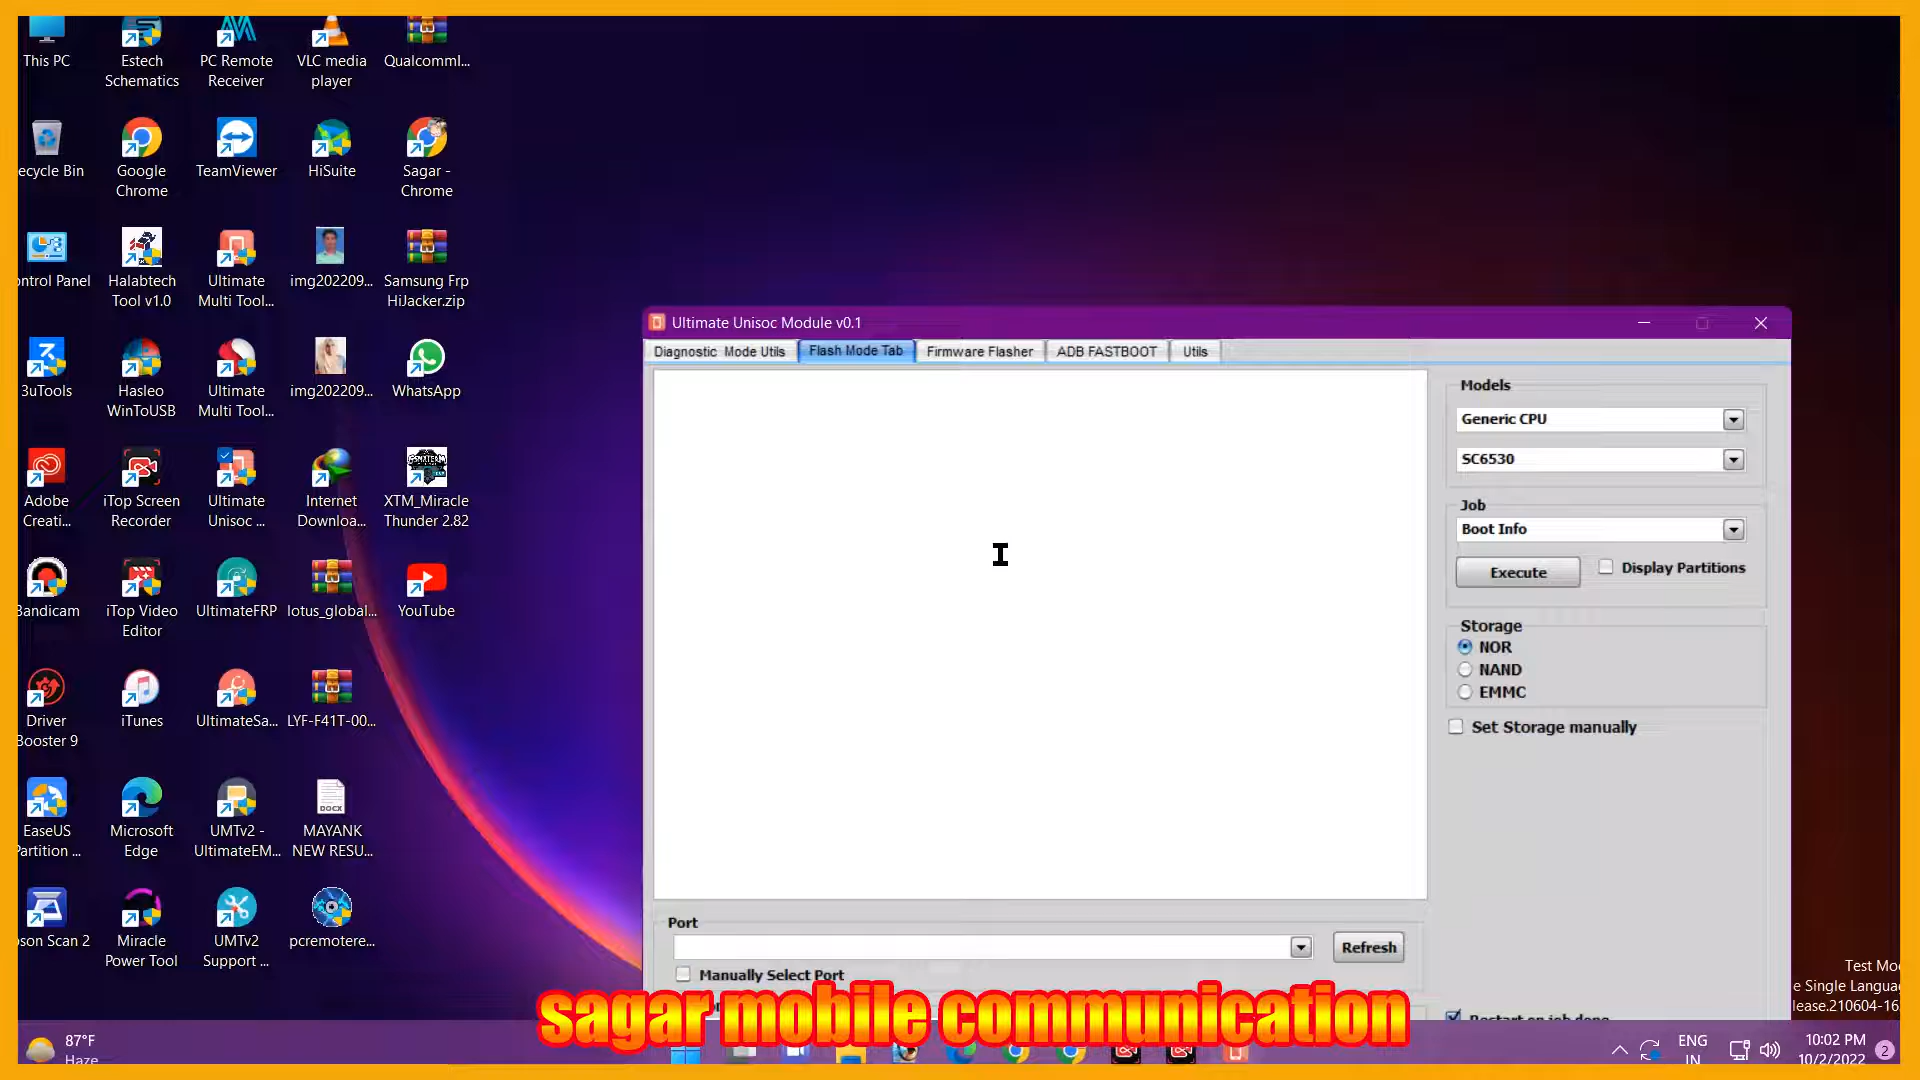 This PC
Estech
Schematics
PC Remote
Receiver
VLC media
player
QualcommI...
ecycle Bin
Google
Chrome
TeamViewer
HiSuite
Sagar -
Chrome
ontrol Panel
Halabtech
Tool v1.0
Ultimate
Multi Tool...
img202209...
Samsung Frp
HiJacker.zip
3uTools
Hasleo
WinToUSB
Ultimate
Multi Tool...
img202209...
WhatsApp
Adobe
Creati...
iTop Screen
Recorder
Ultimate
Unisoc ...
Internet
Downloa...
XTM_Miracle
Thunder 2.82
Bandicam
iTop Video
Editor
UltimateFRP
lotus_global...
YouTube
Driver
Booster 9
iTunes
UltimateSa...
LYF-F41T-00...
EaseUS
Partition ...
Microsoft
Edge
UMTv2 -
UltimateEM...
DOCX
MAYANK
NEW RESU...
son Scan 2
Miracle
Power Tool
UMTv2
Support ...
pcremotere...
Ultimate Unisoc Module v0.1
Diagnostic Mode Utils
Flash Mode Tab
Firmware Flasher
ADB FASTBOOT
Utils
Models
Generic CPU
SC6530
Job
Boot Info
Execute
Display Partitions
Storage
NOR
NAND
EMMC
Set Storage manually
Port
Refresh
Manually Select Port
Restart on job done
sagar mobile communication
Test Mo
e Single Langua
lease.210604-16
87°F
Haze
ENG
IN
10:02 PM
10/2/2022
2